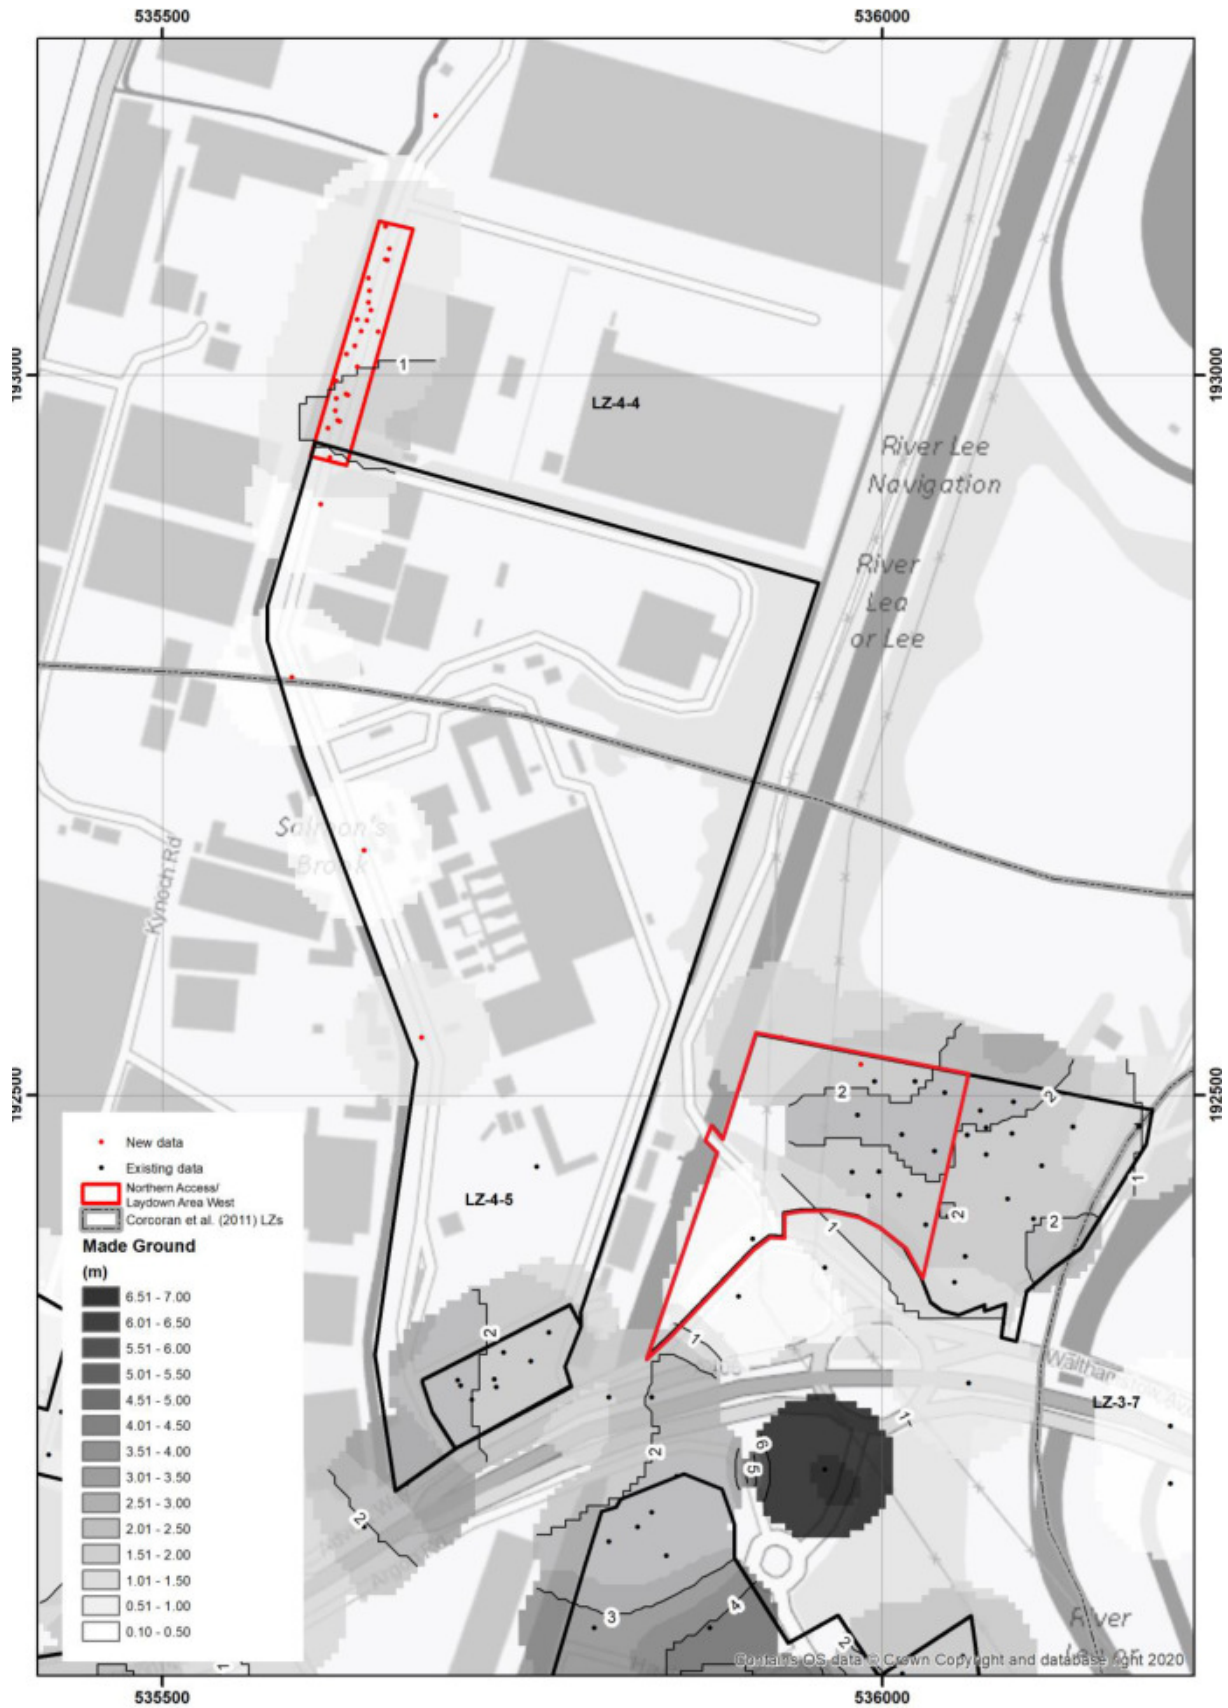 535500
536000
193000
193000
1
LZ-4-4
River Lee
Navigation
River
Lea
or Lee
Salmon's
Brook
Kynoch Rd
192500
192500
2
2
2
2
1
1
LZ-4-5
2
1
1
2
2
6
5
LZ-3-7
2
3
4
2
1
New data
Existing data
Northern Access/
Laydown Area West
Corcoran et al. (2011) LZs
Made Ground
(m)
6.51 - 7.00
6.01 - 6.50
5.51 - 6.00
5.01 - 5.50
4.51 - 5.00
4.01 - 4.50
3.51 - 4.00
3.01 - 3.50
2.51 - 3.00
2.01 - 2.50
1.51 - 2.00
1.01 - 1.50
0.51 - 1.00
0.10 - 0.50
River
Contains OS data © Crown Copyright and database right 2020
535500
536000